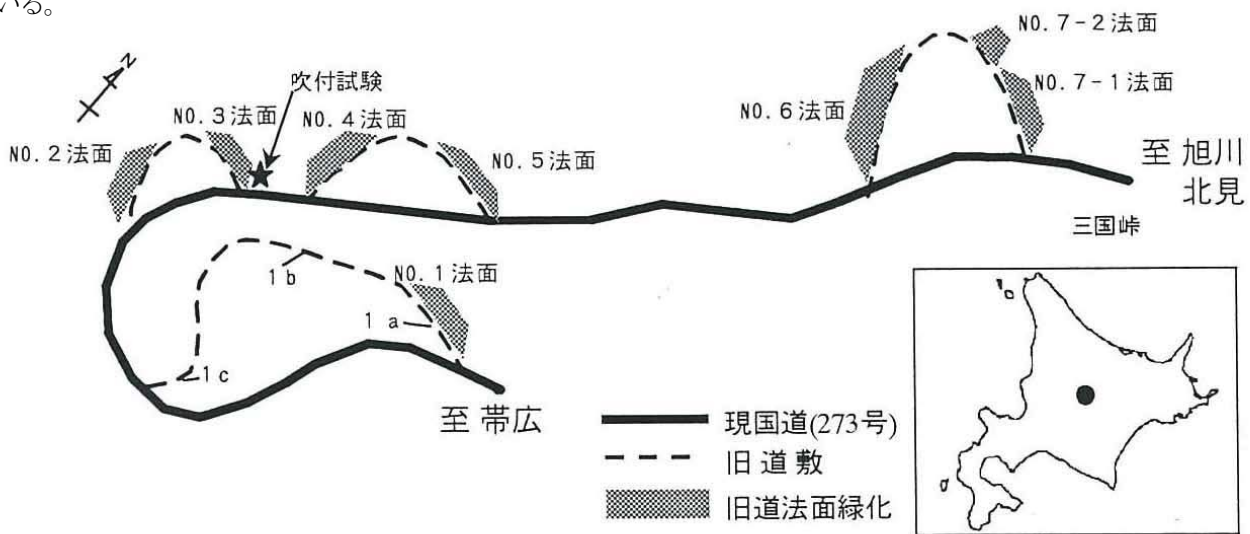 いる。
N
吹付試験
NO.2法面
NO.3法面
NO.4法面
NO.5法面
NO.6法面
NO.7-2法面
NO.7-1法面
至 旭川
北見
三国峠
1b
NO.1法面
1a
1c
至 帯広
現国道(273号)
旧道敷
旧道法面緑化